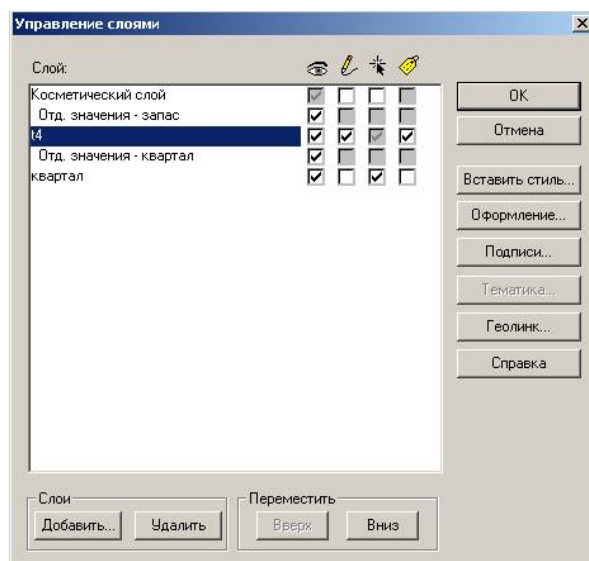 Управление слоями
Слой:
Косметический слой
Отд. значения - запас
t4
Отд. значения - квартал
квартал
OK
Отмена
Вставить стиль...
Оформление...
Подписи...
Тематика...
Геолинк...
Справка
Слои
Добавить...
Удалить
Переместить
Вверх
Вниз